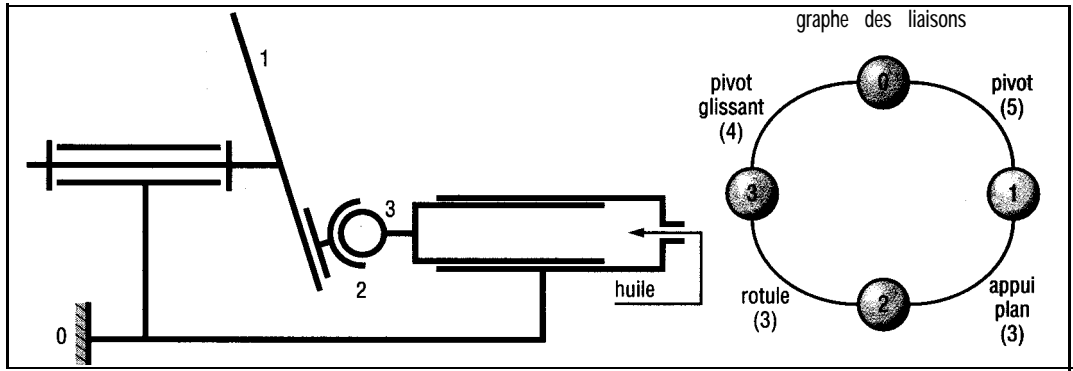 graphe des liaisons
1
3
2
0
huile
0
pivot
glissant
(4)
pivot
(5)
3
1
rotule
(3)
2
appui
plan
(3)